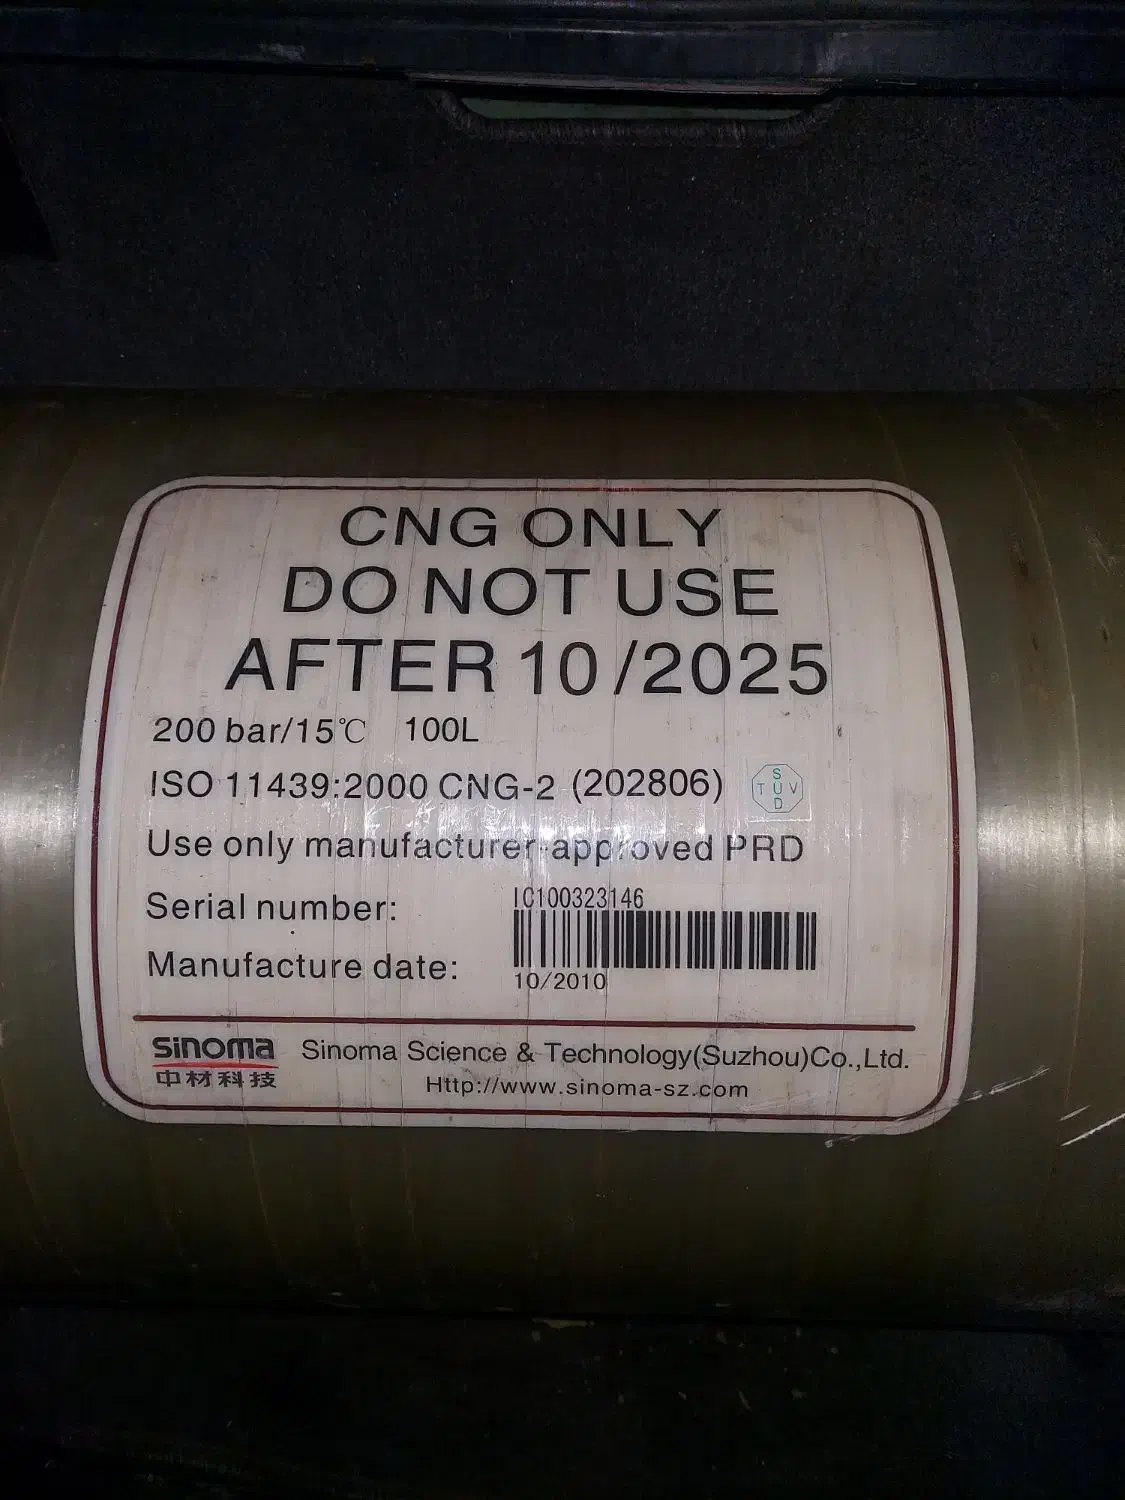 CNG ONLY
DO NOT USE
AFTER 10/2025
200 bar/15℃ 100L
ISO 11439:2000 CNG-2 (202806)
SUD
TUV
Use only manufacturer-approved PRD
Serial number: IC100323146
Manufacture date: 10/2010
sinoma Sinoma Science & Technology(Suzhou)Co.,Ltd.
中材科技 Http://www.sinoma-sz.com